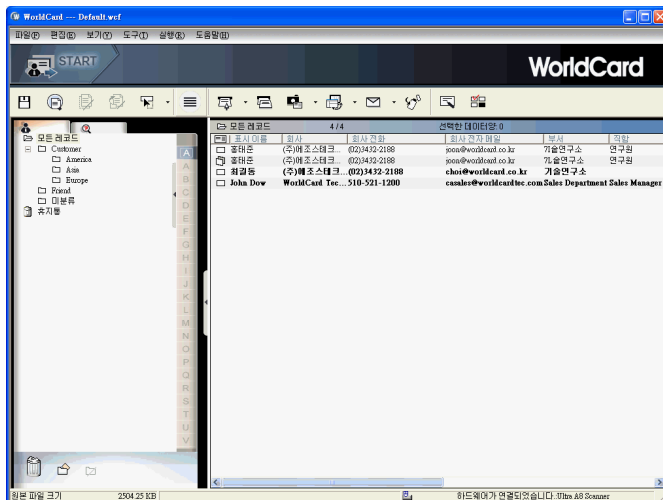 WorldCard --- Default.wcf
파일(F) 편집(E) 보기(V) 도구(T) 실행(R) 도움말(H)
START
WorldCard
모든 레코드
Customer
America
Asia
Europe
Friend
미분류
휴지통
A
A
B
C
D
E
F
G
H
I
J
K
L
M
N
O
P
Q
R
S
T
U
V
모든 레코드 4/4 선택한 데이터양: 0
표시 이름 회사 회사 전화 회사 전자 메일 부서 직함
홍태준 (주)에조스테크... (02)3432-2188 joon@worldcard.co.kr 기술연구소 연구원
홍태준 (주)에조스테크... (02)3432-2188 joon@worldcard.co.kr 기술연구소 연구원
최길동 (주)에조스테크... (02)3432-2188 choi@worldcard.co.kr 기술연구소
John Dow WorldCard Tec... 510-521-1200 casales@worldcardtec.com Sales Department Sales Manager
원본 파일 크기 2504.25 KB 하드웨어가 연결되었습니다.:Ultra A8 Scanner